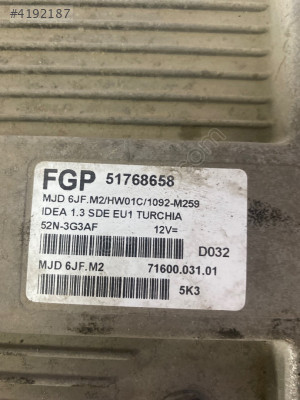 #4192187
FGP 51768658
MJD 6JF.M2/HW01C/1092-M259
IDEA 1.3 SDE EU1 TURCHIA
52N-3G3AF 12V=
D032
MJD 6JF.M2 71600.031.01
5K3